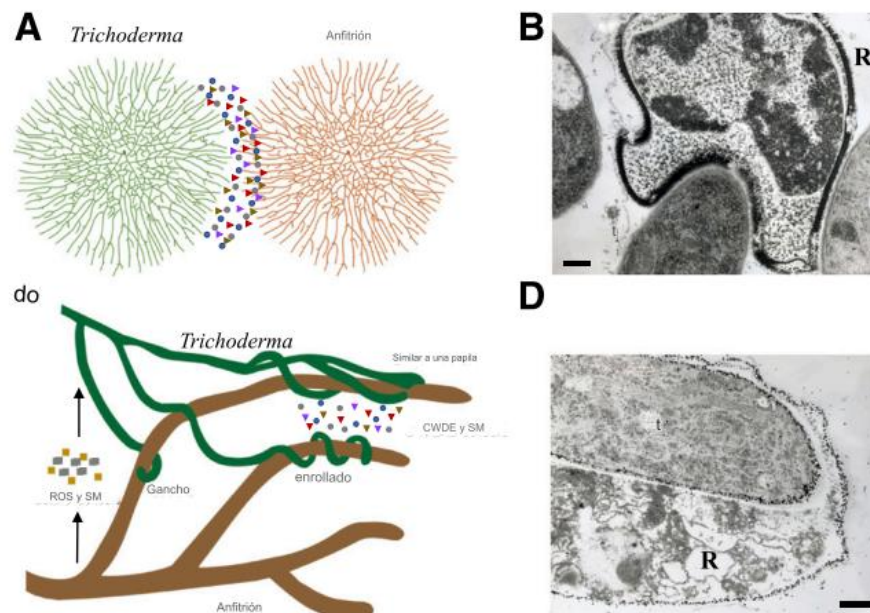 A
Trichoderma
Anfitrión
B
R
do
Trichoderma
Similar a una papila
CWDE y SM
ROS y SM
Gancho
enrollado
Anfitrión
D
t
R